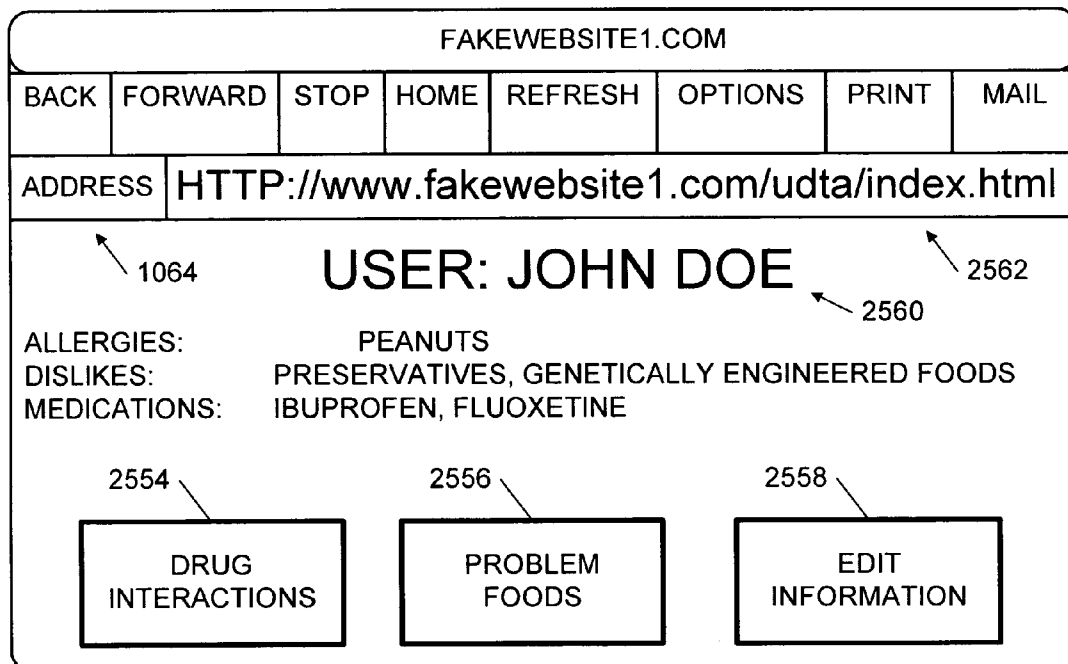 FAKEWEBSITE1.COM
BACK FORWARD STOP HOME REFRESH OPTIONS PRINT MAIL
ADDRESS HTTP://www.fakewebsite1.com/udta/index.html
1064 USER: JOHN DOE 2562
2560
ALLERGIES: PEANUTS
DISLIKES: PRESERVATIVES, GENETICALLY ENGINEERED FOODS
MEDICATIONS: IBUPROFEN, FLUOXETINE
2554 2556 2558
DRUG PROBLEM EDIT
INTERACTIONS FOODS INFORMATION